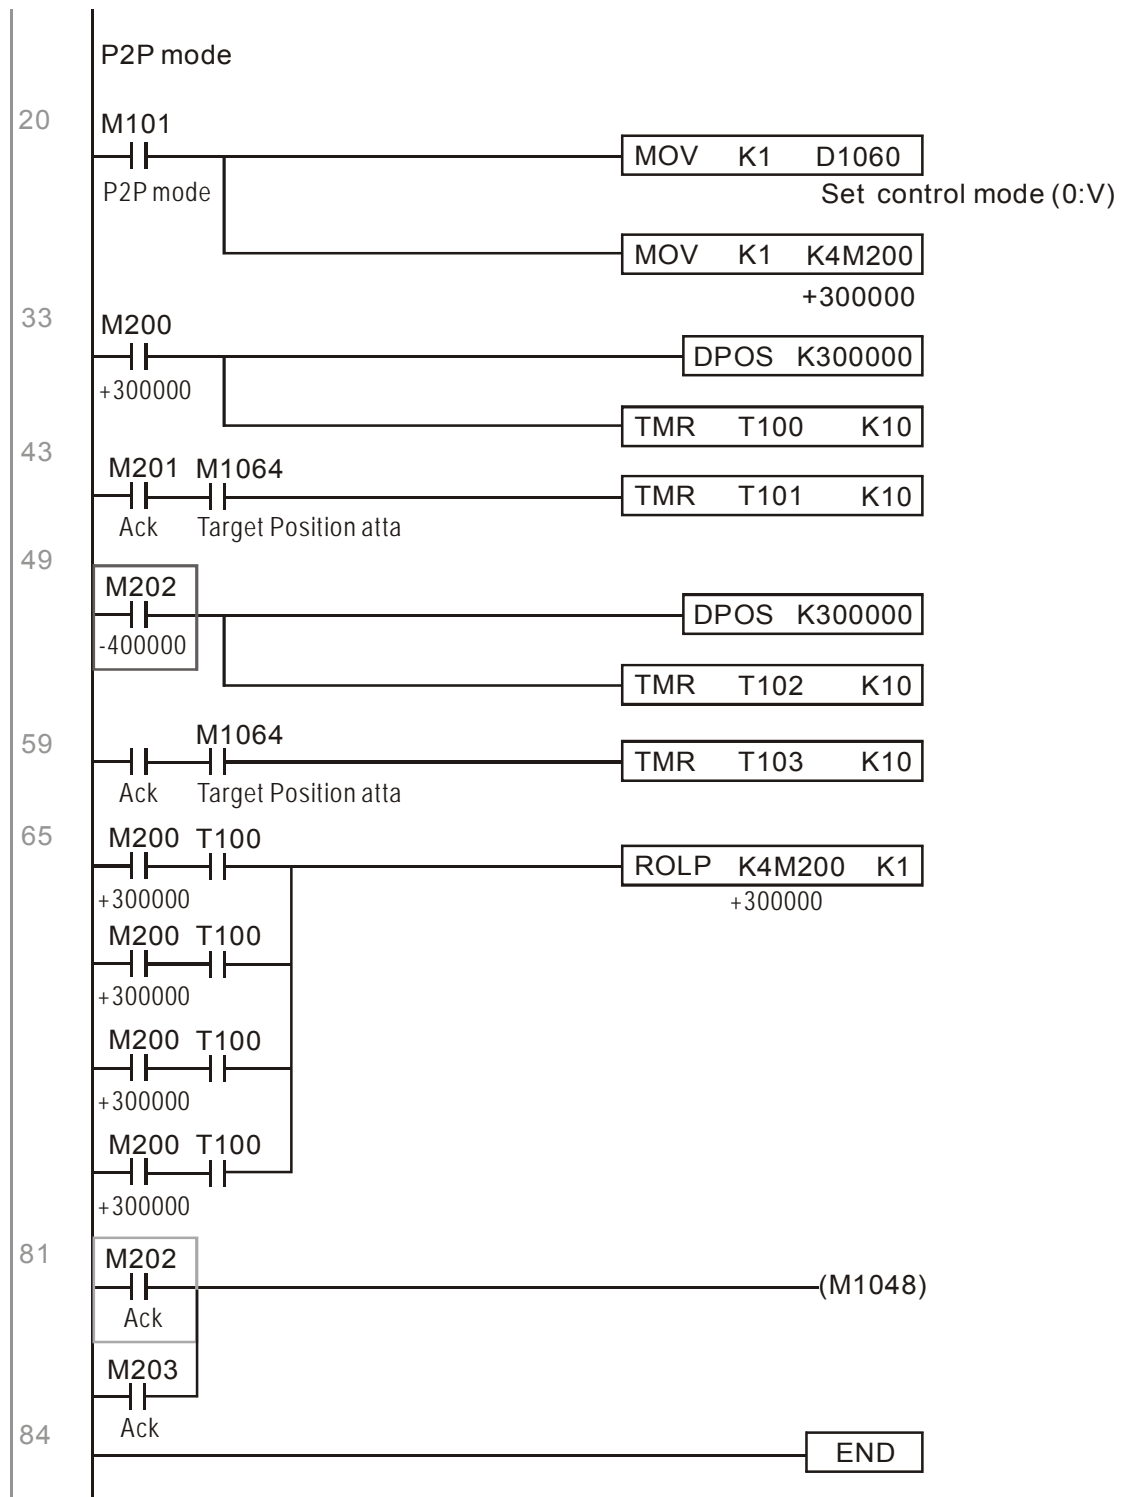 P2P mode
20
M101
MOV K1 D1060
P2P mode
Set control mode (0:V)
MOV K1 K4M200
+300000
33
M200
DPOS K300000
+300000
TMR T100 K10
43
M201 M1064
TMR T101 K10
Ack Target Position atta
49
M202
DPOS K300000
-400000
TMR T102 K10
59
M1064
TMR T103 K10
Ack Target Position atta
65
M200 T100
ROLP K4M200 K1
+300000
+300000
M200 T100
+300000
M200 T100
+300000
M200 T100
+300000
81
M202
(M1048)
Ack
M203
Ack
84
END